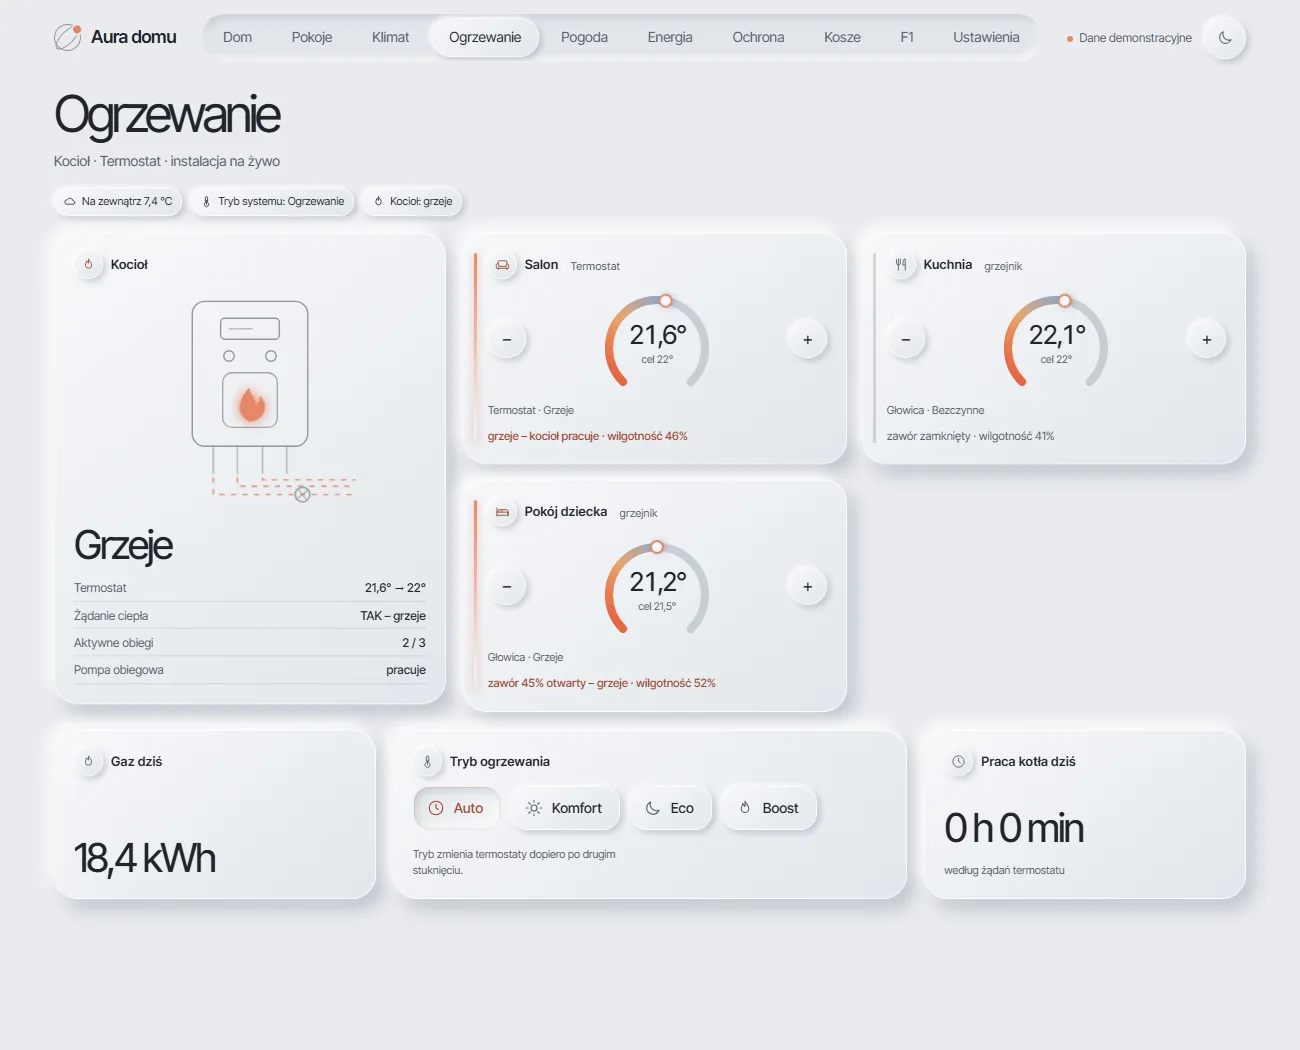 Aura domu
Dom
Pokoje
Klimat
Ogrzewanie
Pogoda
Energia
Ochrona
Kosze
F1
Ustawienia
Dane demonstracyjne
Ogrzewanie
Kocioł · Termostat · instalacja na żywo
Na zewnątrz 7,4 °C
Tryb systemu: Ogrzewanie
Kocioł: grzeje
Kocioł
Grzeje
Termostat 21,6° → 22°
Żądanie ciepła TAK – grzeje
Aktywne obiegi 2 / 3
Pompa obiegowa pracuje
Salon Termostat
−
21,6°
cel 22°
+
Termostat · Grzeje
grzeje – kocioł pracuje · wilgotność 46%
Kuchnia grzejnik
−
22,1°
cel 22°
+
Głowica · Bezczynne
zawór zamknięty · wilgotność 41%
Pokój dziecka grzejnik
−
21,2°
cel 21,5°
+
Głowica · Grzeje
zawór 45% otwarty – grzeje · wilgotność 52%
Gaz dziś
18,4 kWh
Tryb ogrzewania
Auto
Komfort
Eco
Boost
Tryb zmienia termostaty dopiero po drugim
stuknięciu.
Praca kotła dziś
0 h 0 min
według żądań termostatu